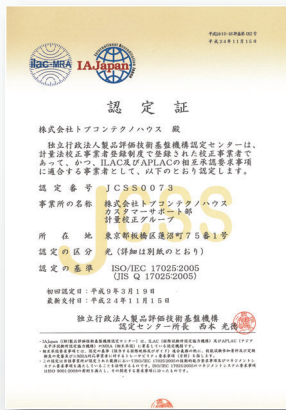 平成24年11月15日
ilac-MRA
IAJapan
認定証
株式会社トプコンテクノハウス 殿
独立行政法人製品評価技術基盤機構認定センターは、
計量法校正事業者登録制度で登録された校正事業者で
あって、かつ、ILAC及びAPLACの相互承認要求事項
に適合する事業者として、以下のとおり認定します。
認定番号 JCSS0073
事業所の名称 株式会社トプコンテクノハウス
カスタマーサポート部
計量校正グループ
所在地 東京都板橋区蓮沼町75番1号
認定の区分 光(詳細は別紙のとおり)
認定の基準 ISO/IEC 17025:2005
(JIS Q 17025:2005)
初回認定日:平成9年3月19日
最新交付日:平成24年11月15日
独立行政法人製品評価技術基盤機構
認定センター所長 西本 光徳
jcss